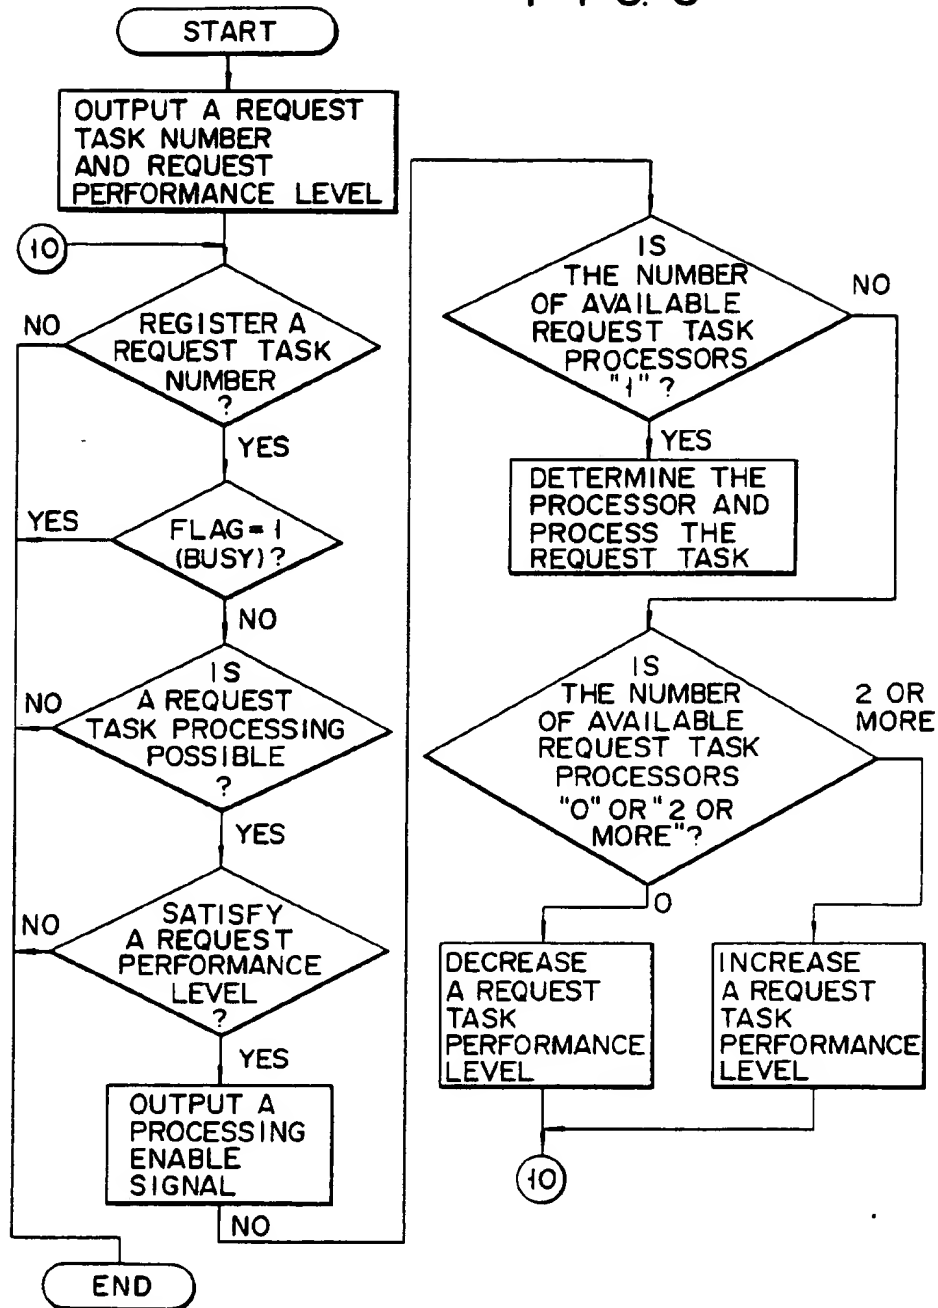 START
OUTPUT A REQUEST
TASK NUMBER
AND REQUEST
PERFORMANCE LEVEL
10
NO
REGISTER A
REQUEST TASK
NUMBER
?
YES
YES
FLAG = 1
(BUSY) ?
NO
NO
IS
A REQUEST
TASK PROCESSING
POSSIBLE
?
YES
NO
SATISFY
A REQUEST
PERFORMANCE
LEVEL
?
YES
OUTPUT A
PROCESSING
ENABLE
SIGNAL
NO
END
IS
THE NUMBER
OF AVAILABLE
REQUEST TASK
PROCESSORS
"1" ?
NO
YES
DETERMINE THE
PROCESSOR AND
PROCESS THE
REQUEST TASK
IS
THE NUMBER
OF AVAILABLE
REQUEST TASK
PROCESSORS
"0" OR "2 OR
MORE" ?
2 OR
MORE
0
DECREASE
A REQUEST
TASK
PERFORMANCE
LEVEL
INCREASE
A REQUEST
TASK
PERFORMANCE
LEVEL
10